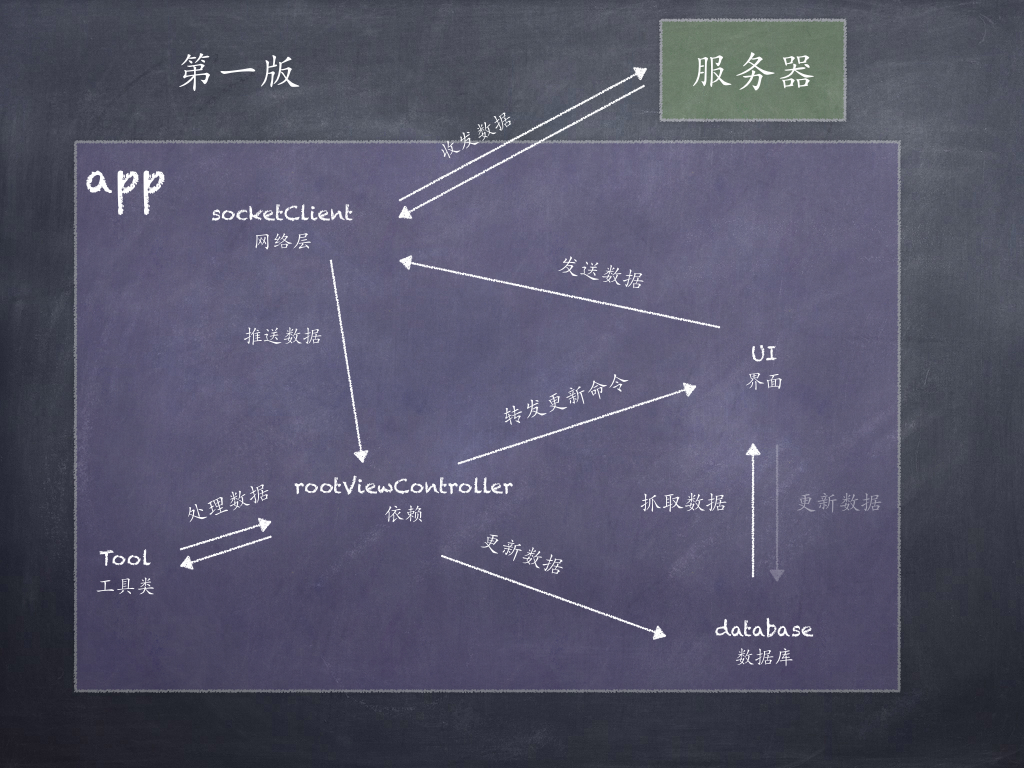 第一版
服务器
收发数据
app
socketClient
网络层
发送数据
推送数据
UI
界面
转发更新命令
rootViewController
依赖
处理数据
抓取数据
更新数据
更新数据
Tool
工具类
database
数据库